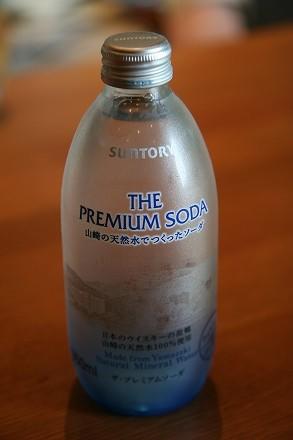 SUNTORY
SUNTORY
THE
PREMIUM SODA
山崎の天然水でつくったソーダ
日本のウイスキーの故郷
山崎の天然水100%使用
Made from Yamazaki
Natural Mineral Water
ml
ザ・プレミアムソーダ